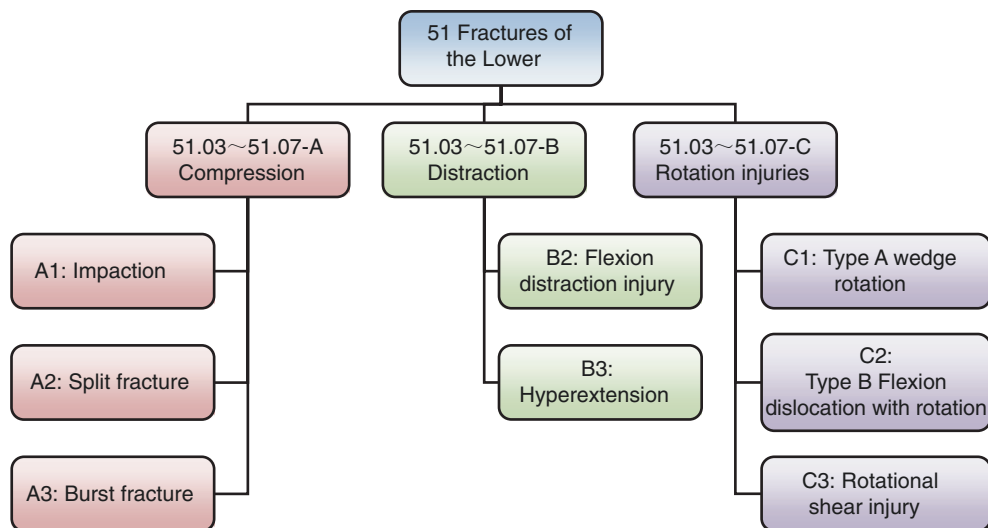 51 Fractures of
the Lower
51.03～51.07-A
Compression
51.03～51.07-B
Distraction
51.03～51.07-C
Rotation injuries
A1: Impaction
A2: Split fracture
A3: Burst fracture
B2: Flexion
distraction injury
B3:
Hyperextension
C1: Type A wedge
rotation
C2:
Type B Flexion
dislocation with rotation
C3: Rotational
shear injury